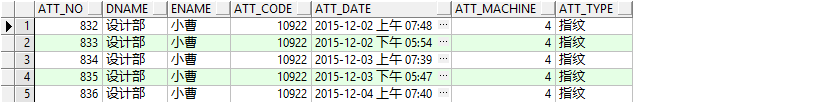 ATT_NO DNAME ENAME ATT_CODE ATT_DATE ATT_MACHINE ATT_TYPE
1 832 设计部 小曹 10922 2015-12-02 上午 07:48 ··· 4 指纹
2 833 设计部 小曹 10922 2015-12-02 下午 05:54 ··· 4 指纹
3 834 设计部 小曹 10922 2015-12-03 上午 07:39 ··· 4 指纹
4 835 设计部 小曹 10922 2015-12-03 下午 05:47 ··· 4 指纹
5 836 设计部 小曹 10922 2015-12-04 上午 07:40 ··· 4 指纹